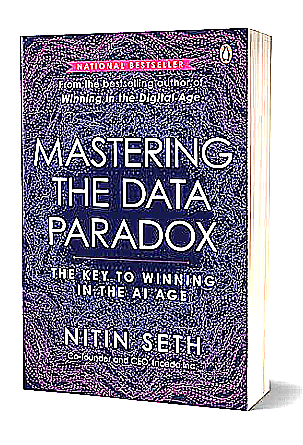 NATIONAL BESTSELLER
From the bestselling author of
Winning in the Digital Age
MASTERING
THE DATA
PARADOX
THE KEY TO WINNING
IN THE AI AGE
NITIN SETH
Co-founder and CEO, Incedo Inc.